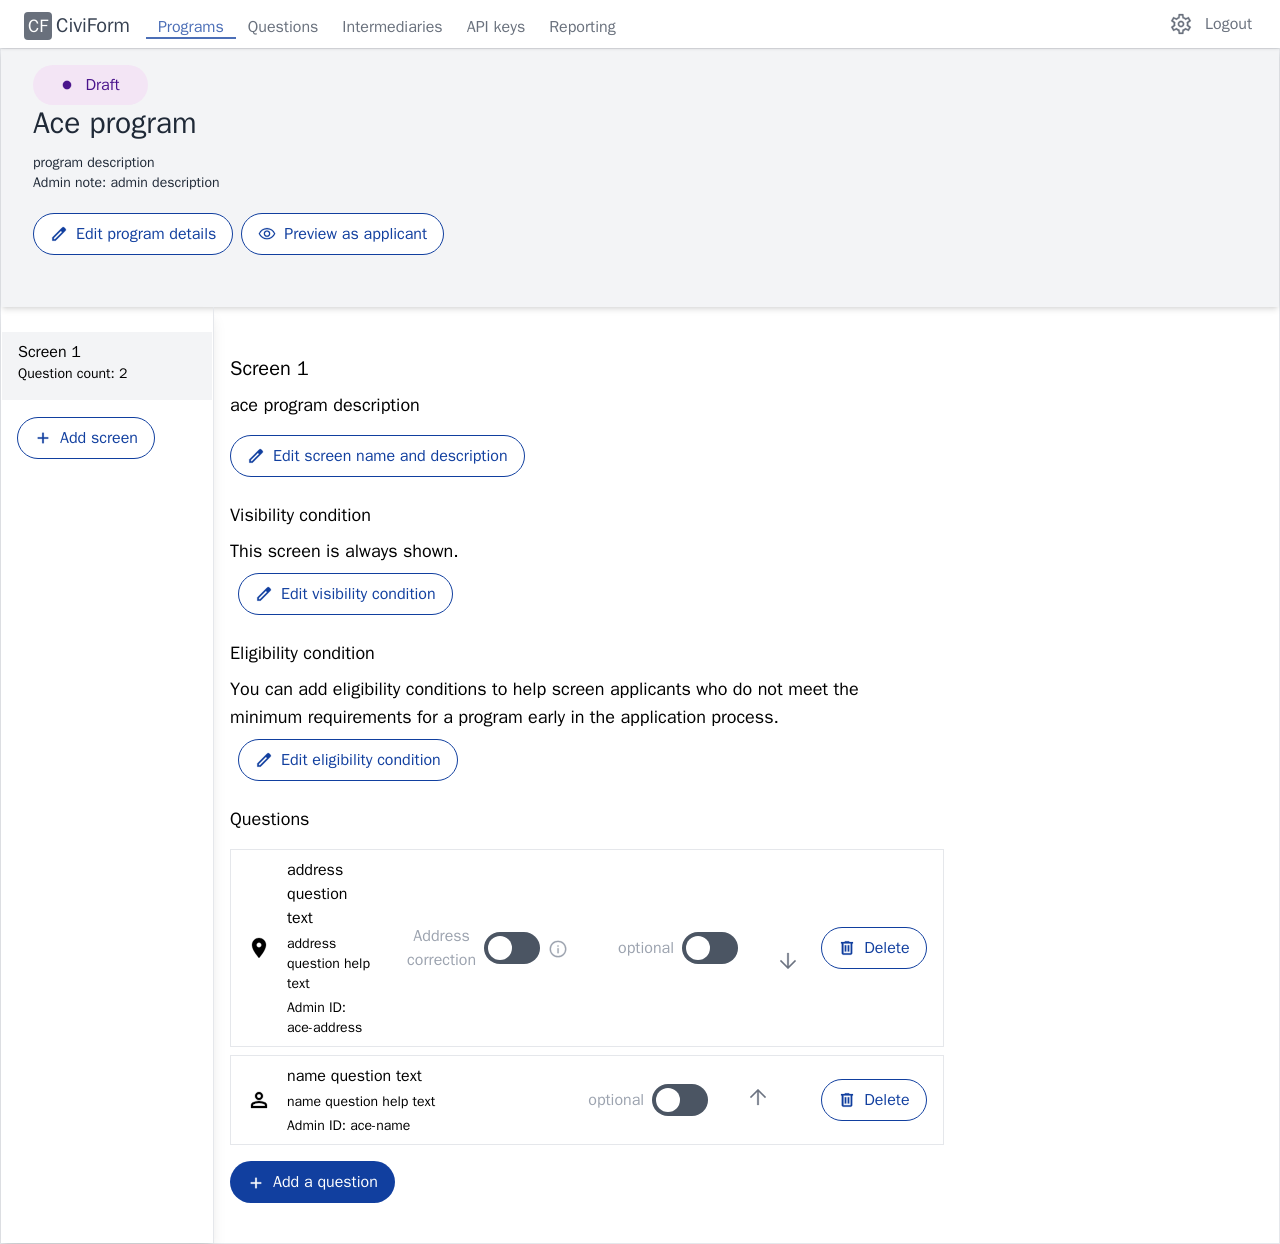 CF CiviForm Programs Questions Intermediaries API keys Reporting Logout
Draft
Ace program
program description
Admin note: admin description
Edit program details Preview as applicant
Screen 1
Question count: 2
Add screen
Screen 1
ace program description
Edit screen name and description
Visibility condition
This screen is always shown.
Edit visibility condition
Eligibility condition
You can add eligibility conditions to help screen applicants who do not meet the
minimum requirements for a program early in the application process.
Edit eligibility condition
Questions
address
question
text
address
question help
text
Admin ID:
ace-address
Address
correction
optional
Delete
name question text
name question help text
Admin ID: ace-name
optional
Delete
Add a question